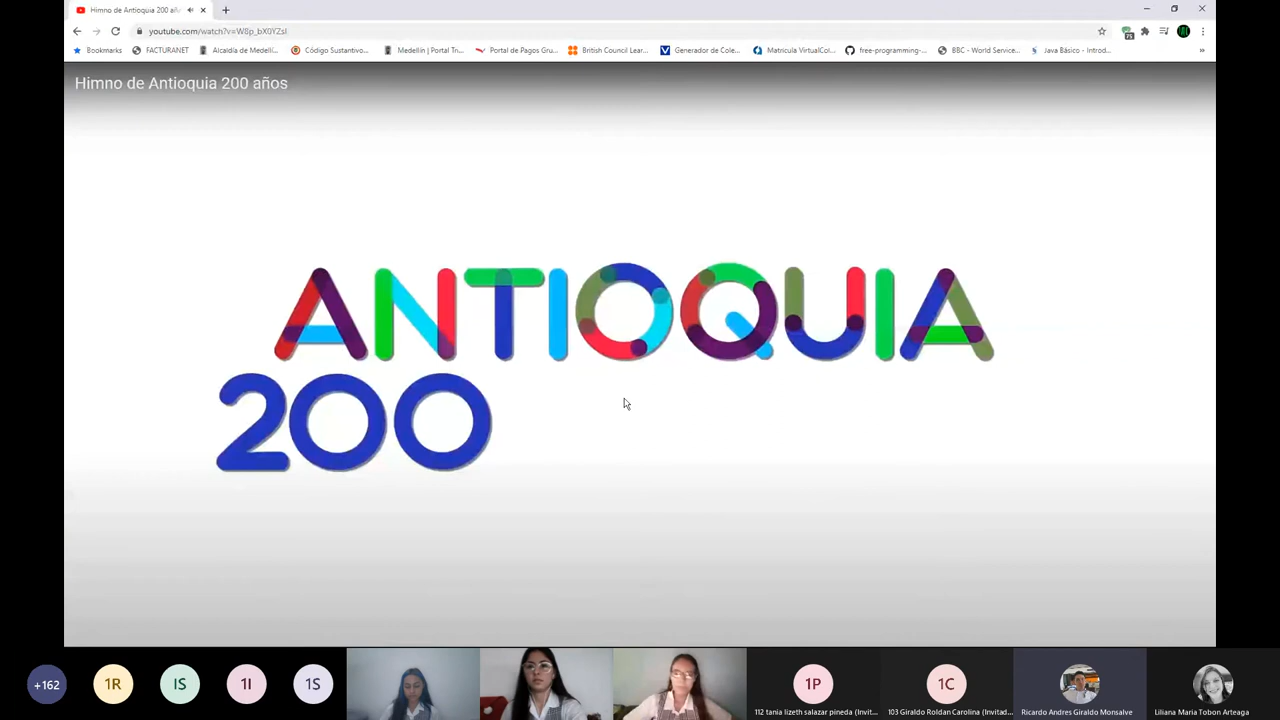 Himno de Antioquia 200 añ
youtube.com/watch?v=W8p_bX0YZsI
Bookmarks
FACTURANET
Alcaldía de Medellí...
Código Sustantivo...
Medellín | Portal Tn...
Portal de Pagos Gru...
British Council Lear...
Generador de Cole...
Matricula VirtualCol...
free-programming-...
BBC - World Service...
Java Básico - Introd...
Himno de Antioquia 200 años
ANTIOQUIA
200
+162
1R
IS
1I
1S
1P
1C
112 tania lizeth salazar pineda (Invit...
103 Giraldo Roldan Carolina (Invitad...
Ricardo Andres Giraldo Monsalve
Liliana Maria Tobon Arteaga